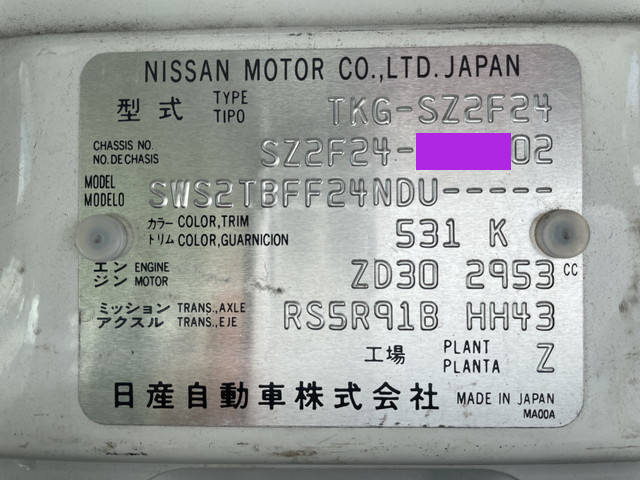 NISSAN MOTOR CO.,LTD. JAPAN
型式 TYPE TIPO TKG-SZ2F24
CHASSIS NO. NO. DE CHASIS SZ2F24- 02
MODEL MODELO SWS2TBFF24NDU-----
カラー COLOR,TRIM
トリム COLOR,GUARNICION 531 K
エンジン ENGINE MOTOR ZD30 2953 CC
ミッション TRANS.,AXLE
アクスル TRANS.,EJE RS5R91B HH43
工場 PLANT PLANTA Z
日産自動車株式会社 MADE IN JAPAN
MA00A